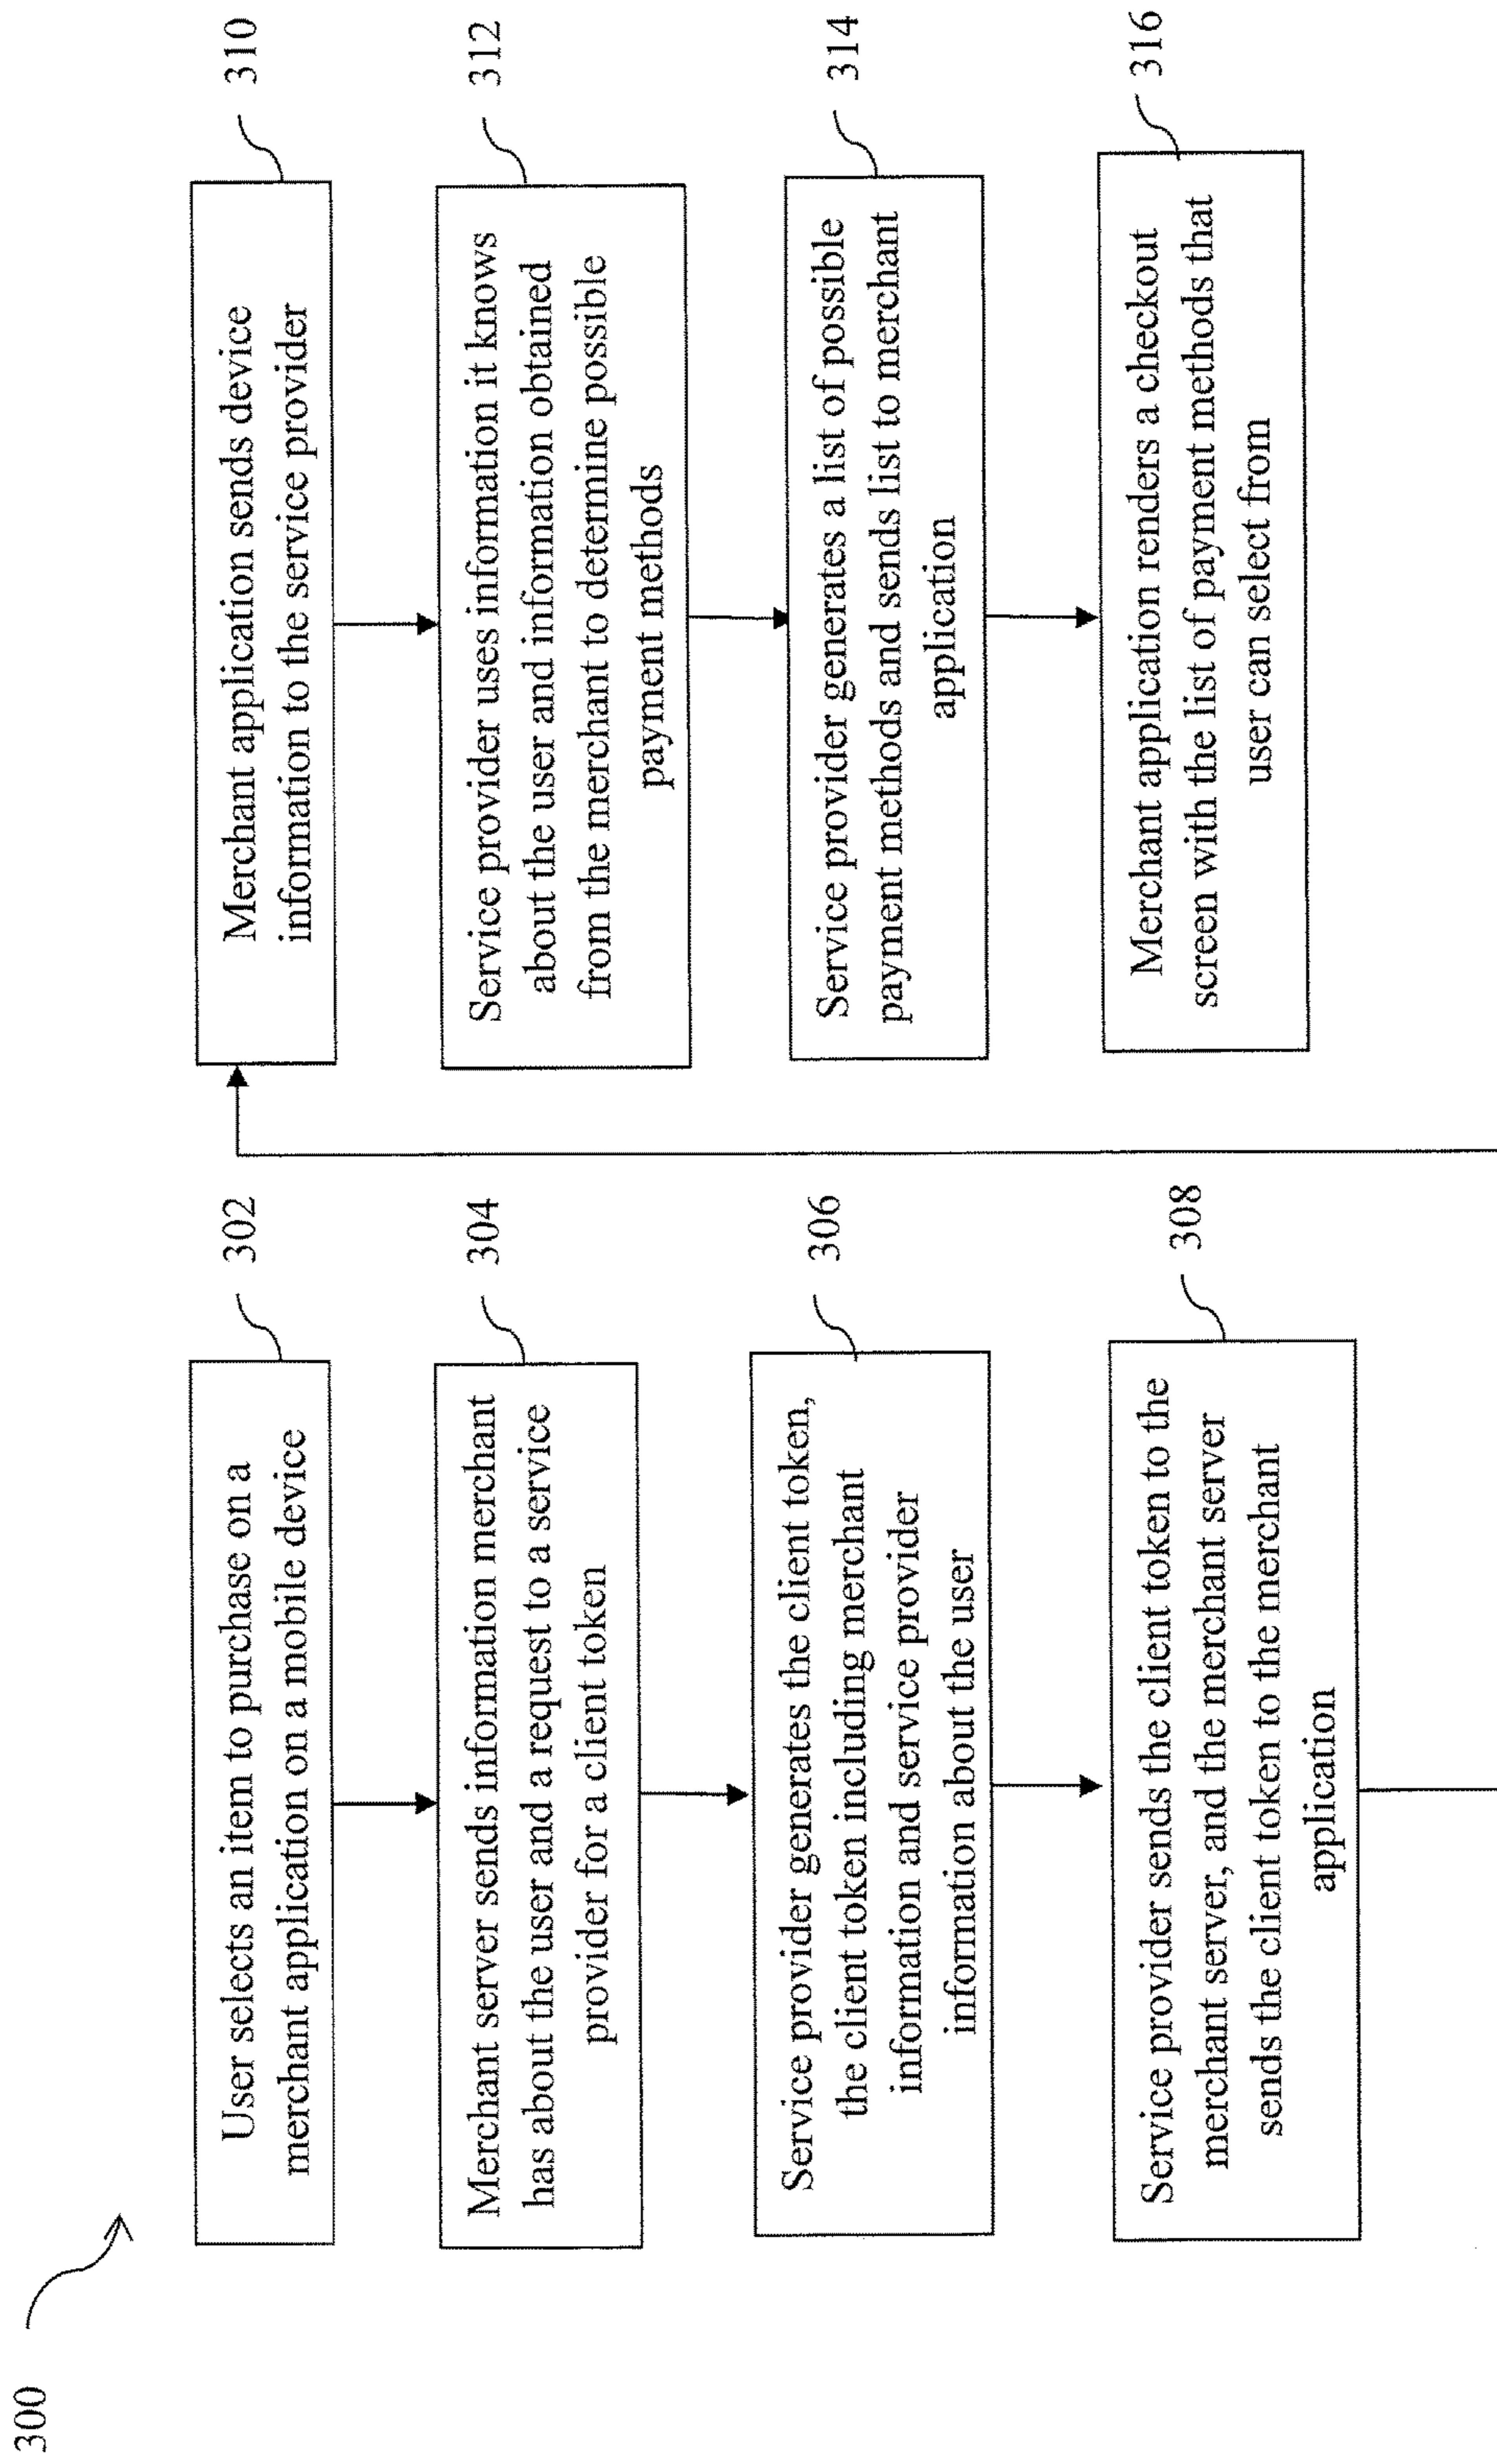 300
302
User selects an item to purchase on a
merchant application on a mobile device
304
Merchant server sends information merchant
has about the user and a request to a service
provider for a client token
306
Service provider generates the client token,
the client token including merchant
information and service provider
information about the user
308
Service provider sends the client token to the
merchant server, and the merchant server
sends the client token to the merchant
application
310
Merchant application sends device
information to the service provider
312
Service provider uses information it knows
about the user and information obtained
from the merchant to determine possible
payment methods
314
Service provider generates a list of possible
payment methods and sends list to merchant
application
316
Merchant application renders a checkout
screen with the list of payment methods that
user can select from